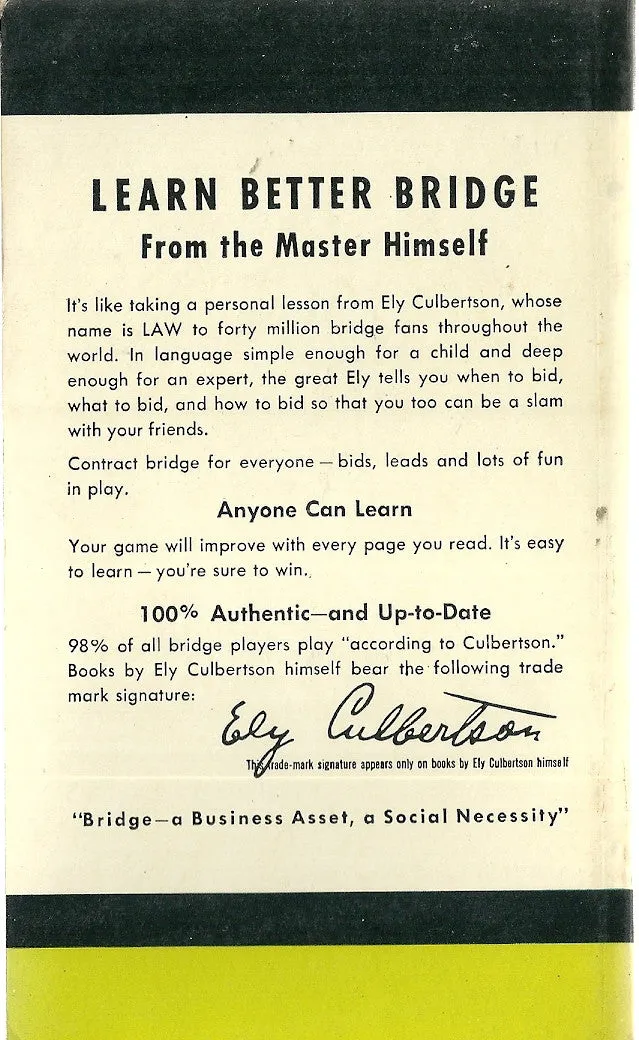 LEARN BETTER BRIDGE
From the Master Himself
It's like taking a personal lesson from Ely Culbertson, whose
name is LAW to forty million bridge fans throughout the
world. In language simple enough for a child and deep
enough for an expert, the great Ely tells you when to bid,
what to bid, and how to bid so that you too can be a slam
with your friends.
Contract bridge for everyone — bids, leads and lots of fun
in play.
Anyone Can Learn
Your game will improve with every page you read. It's easy
to learn — you're sure to win.
100% Authentic—and Up-to-Date
98% of all bridge players play "according to Culbertson."
Books by Ely Culbertson himself bear the following trade
mark signature:
Ely Culbertson
This trade-mark signature appears only on books by Ely Culbertson himself
"Bridge—a Business Asset, a Social Necessity"